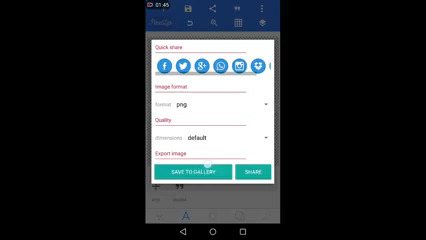 01:45
Quick share
Image format
format: png
Quality
dimensions: default
Export image
SAVE TO GALLERY
SHARE